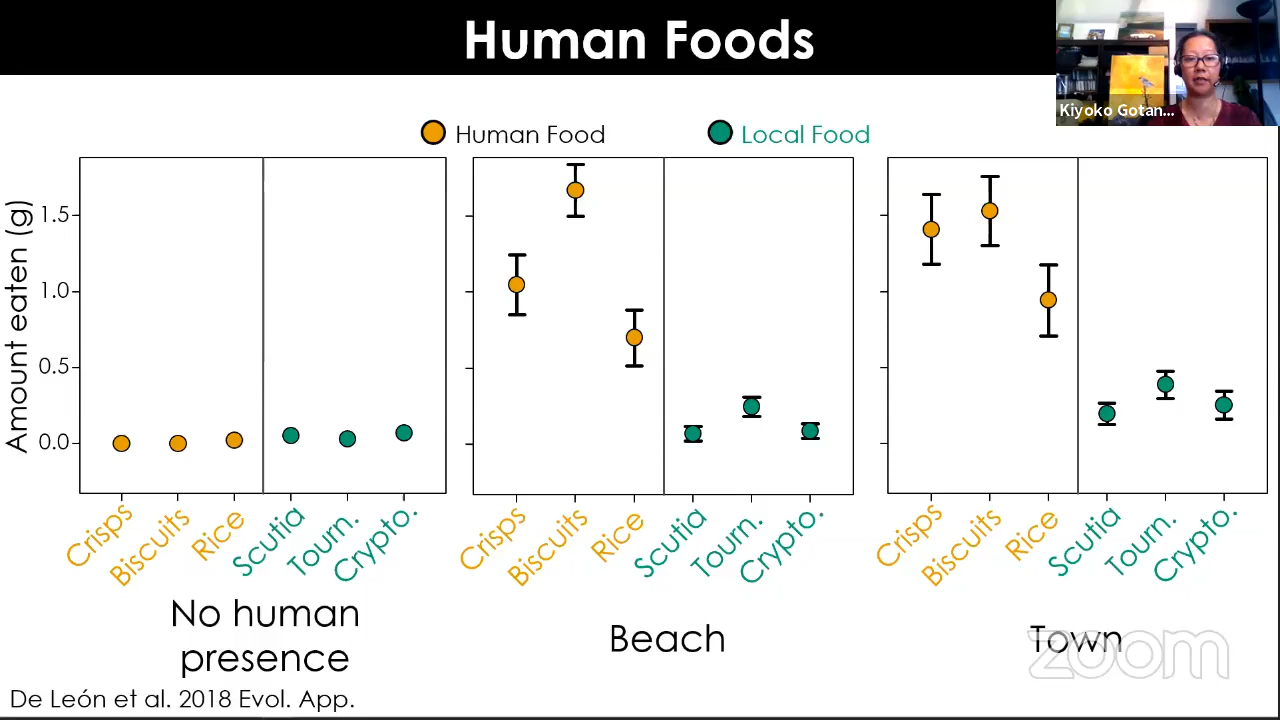 Human Foods
Kiyoko Gotan...
Human Food
Local Food
Amount eaten (g)
1.5
1.0
0.5
0.0
Crisps
Biscuits
Rice
Scutia
Tourn.
Crypto.
Crisps
Biscuits
Rice
Scutia
Tourn.
Crypto.
Crisps
Biscuits
Rice
Scutia
Tourn.
Crypto.
No human
presence
Beach
Town
zoom
De León et al. 2018 Evol. App.